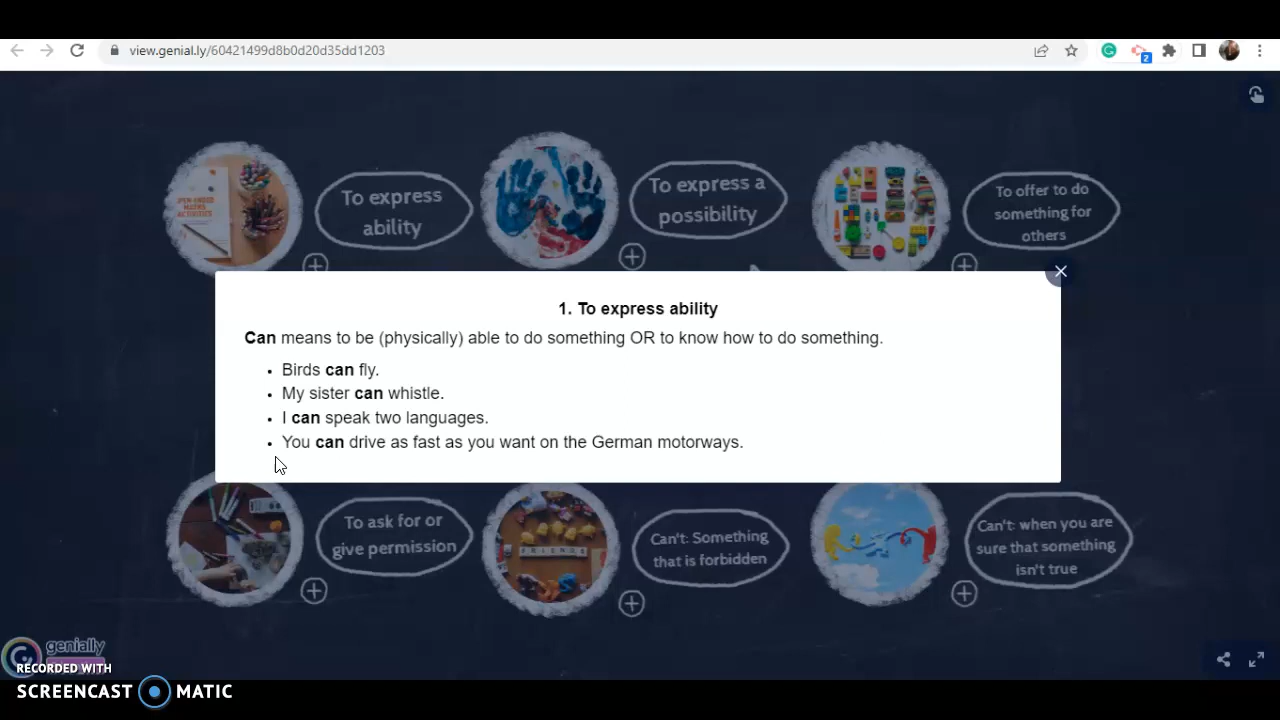 view.genial.ly/60421499d8b0d20d35dd1203
2
To express
ability
To express a
possibility
To offer to do
something for
others
1. To express ability
Can means to be (physically) able to do something OR to know how to do something.
• Birds can fly.
• My sister can whistle.
• I can speak two languages.
• You can drive as fast as you want on the German motorways.
To ask for or
give permission
FRIENDS
Can't: Something
that is forbidden
Can't: when you are
sure that something
isn't true
genially
RECORDED WITH
SCREENCAST MATIC